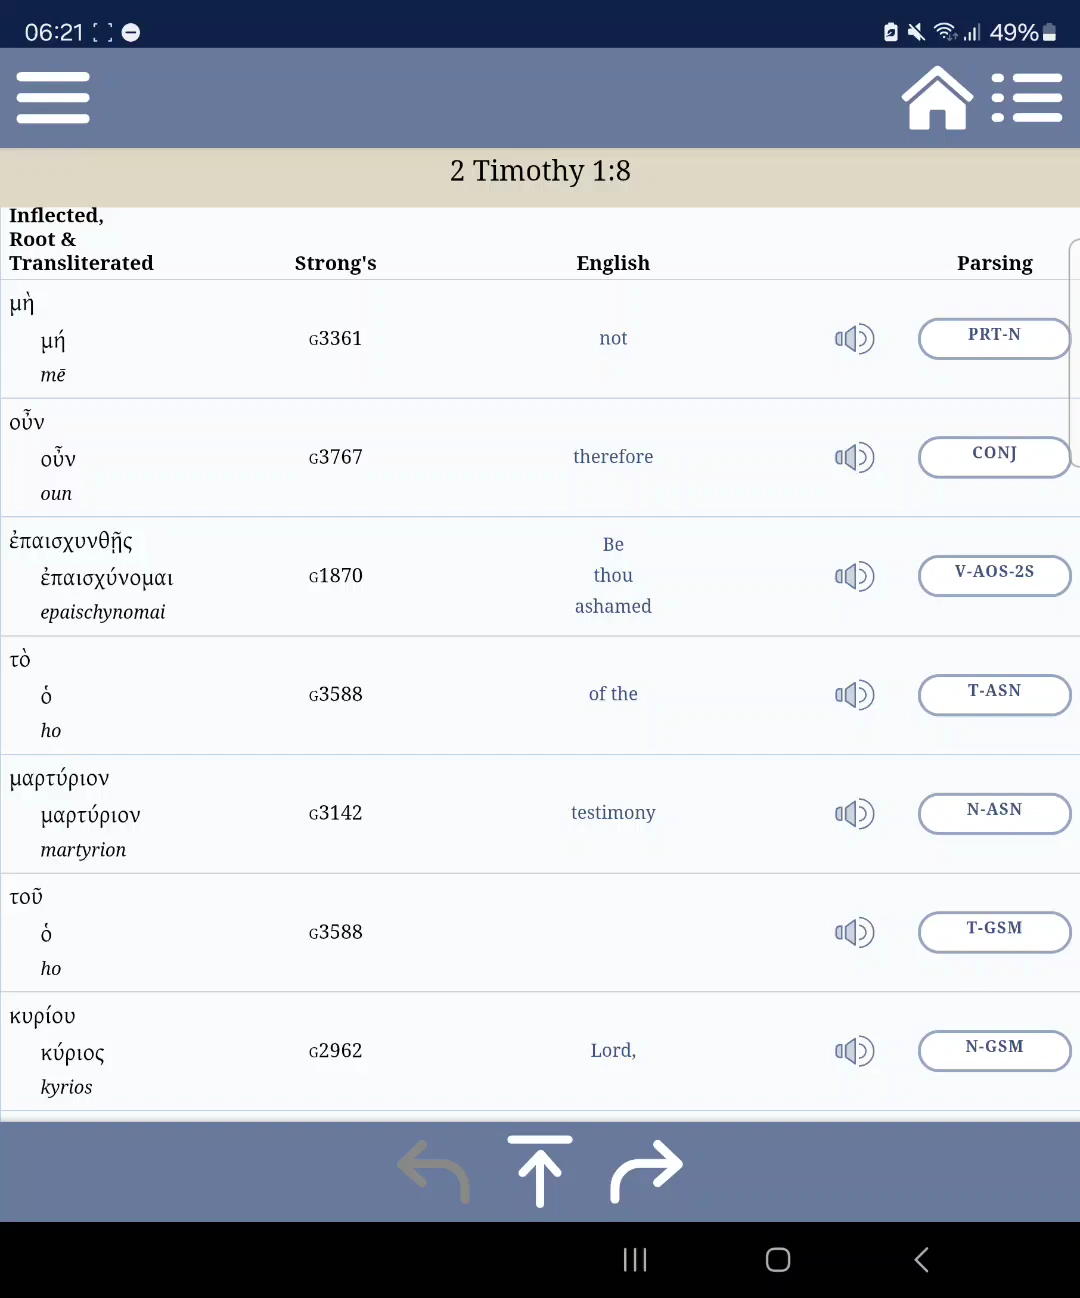 06:21 49%
2 Timothy 1:8
Inflected,
Root &
Transliterated Strong's English Parsing
μὴ
μή G3361 not PRT-N
mē
οὖν
οὖν G3767 therefore CONJ
oun
ἐπαισχυνθῇς Be
ἐπαισχύνομαι G1870 thou V-AOS-2S
epaischynomai ashamed
τὸ
ὁ G3588 of the T-ASN
ho
μαρτύριον
μαρτύριον G3142 testimony N-ASN
martyrion
τοῦ
ὁ G3588 T-GSM
ho
κυρίου
κύριος G2962 Lord, N-GSM
kyrios